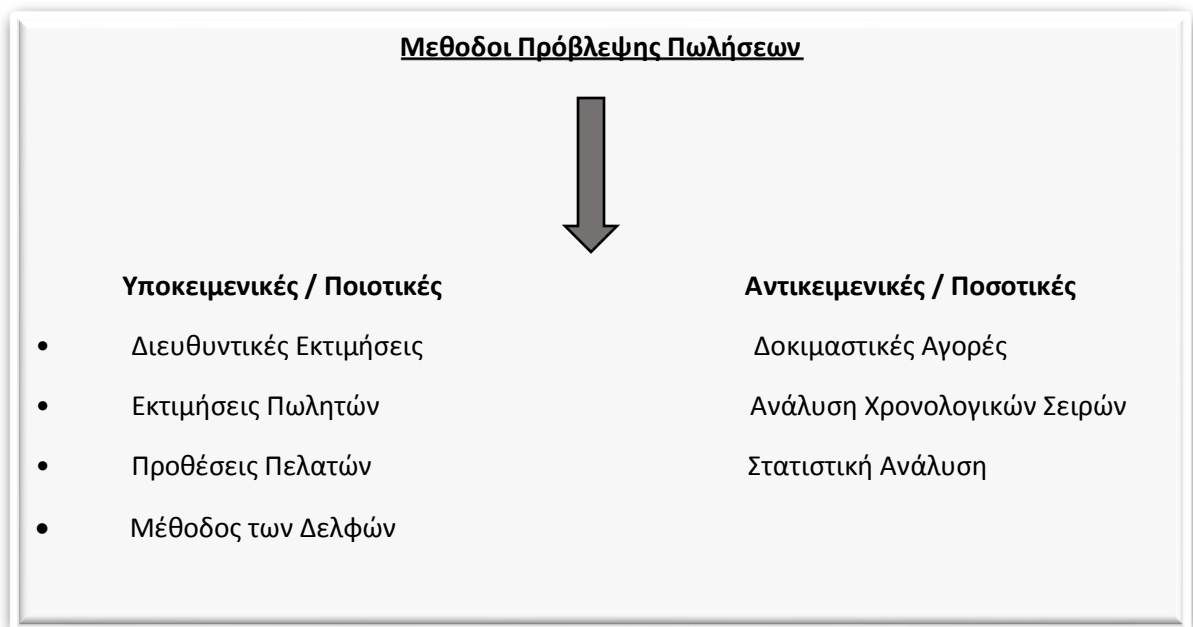 Μεθοδοι Πρόβλεψης Πωλήσεων
Υποκειμενικές / Ποιοτικές Αντικειμενικές / Ποσοτικές
• Διευθυντικές Εκτιμήσεις Δοκιμαστικές Αγορές
• Εκτιμήσεις Πωλητών Ανάλυση Χρονολογικών Σειρών
• Προθέσεις Πελατών Στατιστική Ανάλυση
• Μέθοδος των Δελφών